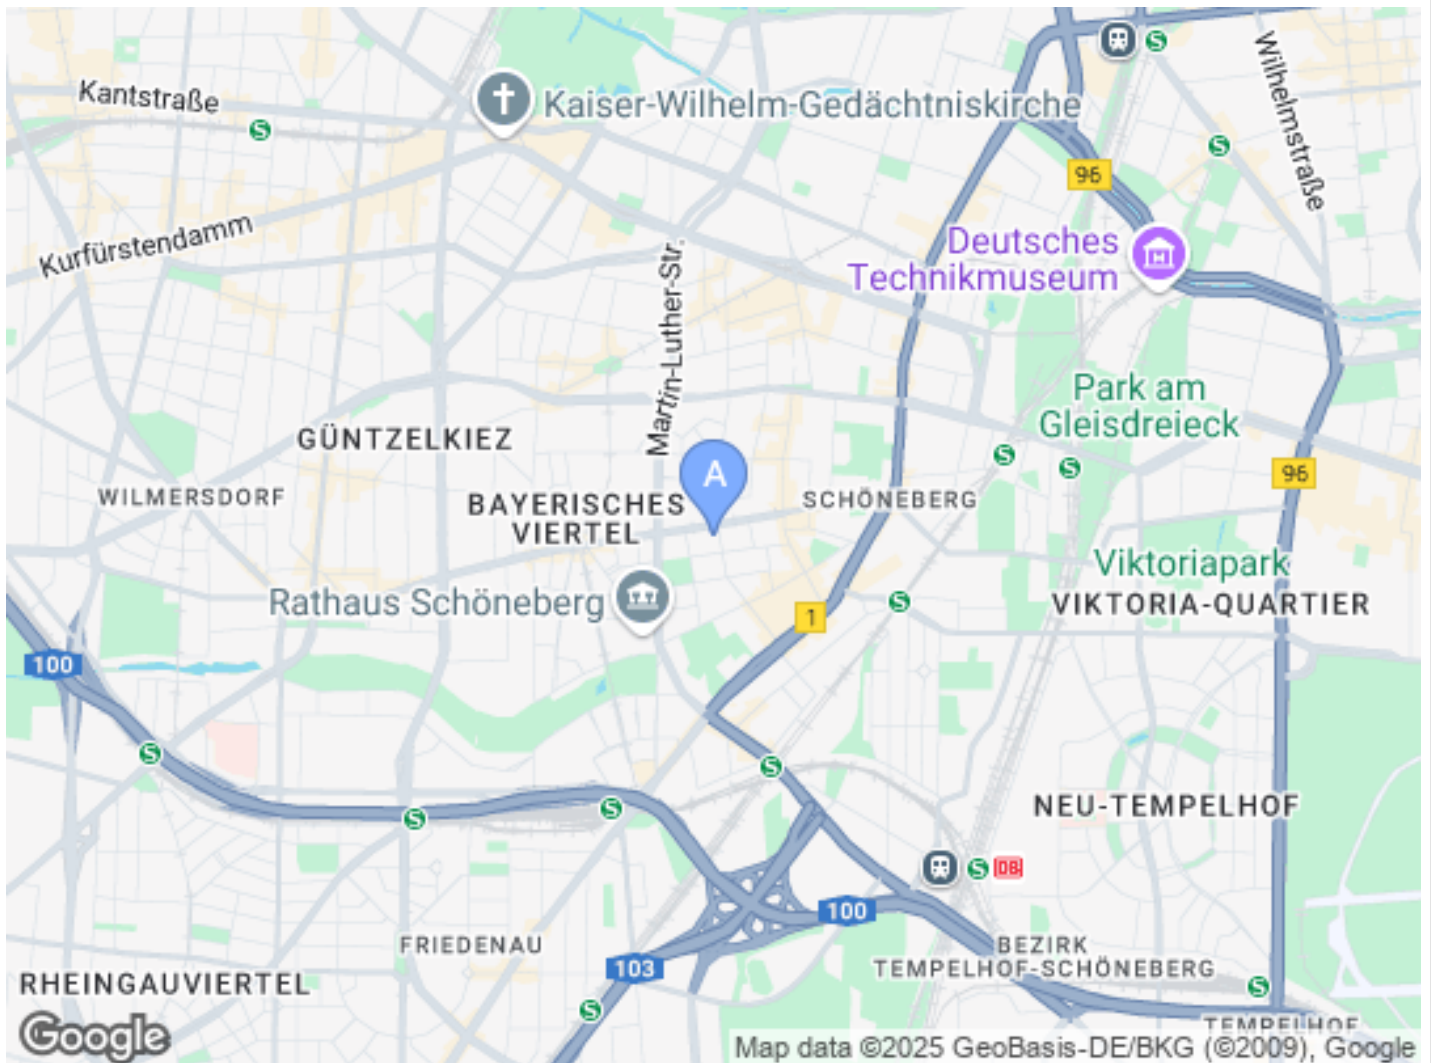 Kantstraße
Kaiser-Wilhelm-Gedächtniskirche
Wilhelmstraße
96
Kurfürstendamm
Deutsches
Technikmuseum
Martin-Luther-Str.
Park am
Gleisdreieck
GÜNTZELKIEZ
A
96
WILMERSDORF
BAYERISCHES
VIERTEL
SCHÖNEBERG
Viktoriapark
Rathaus Schöneberg
1
VIKTORIA-QUARTIER
100
NEU-TEMPELHOF
DB
100
FRIEDENAU
BEZIRK
TEMPELHOF-SCHÖNEBERG
103
RHEINGAUVIERTEL
TEMPELHOF
Google
Map data ©2025 GeoBasis-DE/BKG (©2009), Google
S
S
S
S
S
S
S
S
S
S
S
S
S